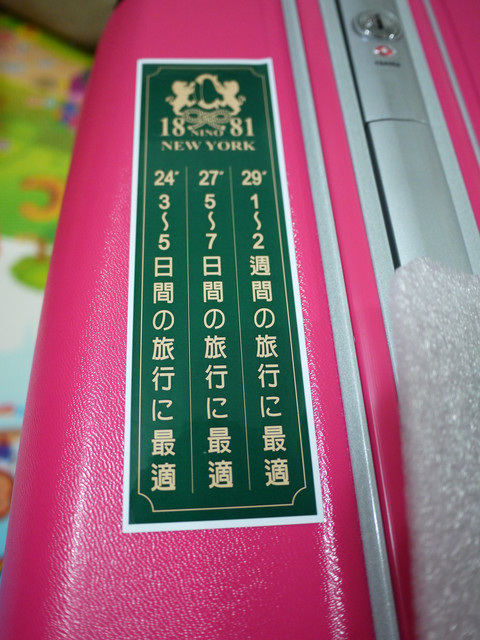 18 NINO 81
NEW YORK
24"
3～5日間の旅行に最適
27"
5～7日間の旅行に最適
29"
1～2週間の旅行に最適